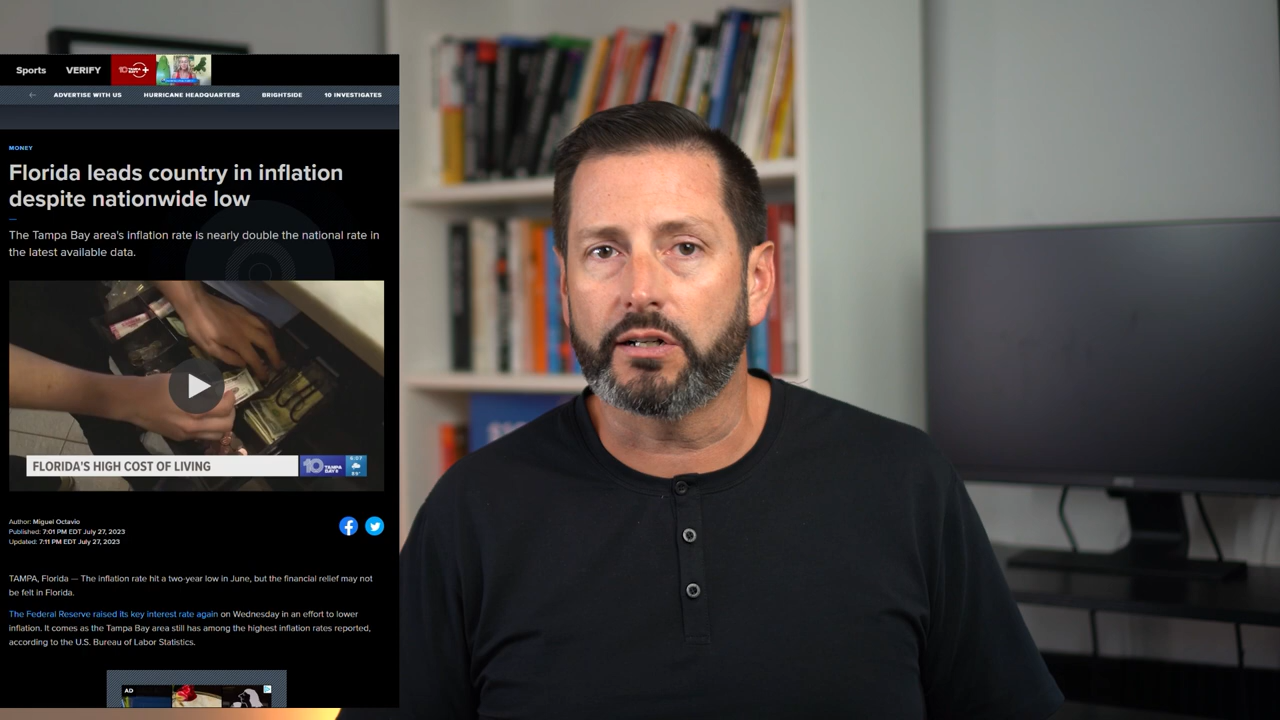 Sports
VERIFY
10 TAMPA BAY +
ADVERTISE WITH US
HURRICANE HEADQUARTERS
BRIGHTSIDE
10 INVESTIGATES
MONEY
Florida leads country in inflation
despite nationwide low
The Tampa Bay area's inflation rate is nearly double the national rate in
the latest available data.
FLORIDA'S HIGH COST OF LIVING
10 TAMPA BAY
Author: Miguel Octavio
Published: 7:01 PM EDT July 27, 2023
Updated: 7:11 PM EDT July 27, 2023
TAMPA, Florida — The inflation rate hit a two-year low in June, but the financial relief may not
be felt in Florida.
The Federal Reserve raised its key interest rate again on Wednesday in an effort to lower
inflation. It comes as the Tampa Bay area still has among the highest inflation rates reported,
according to the U.S. Bureau of Labor Statistics.
AD